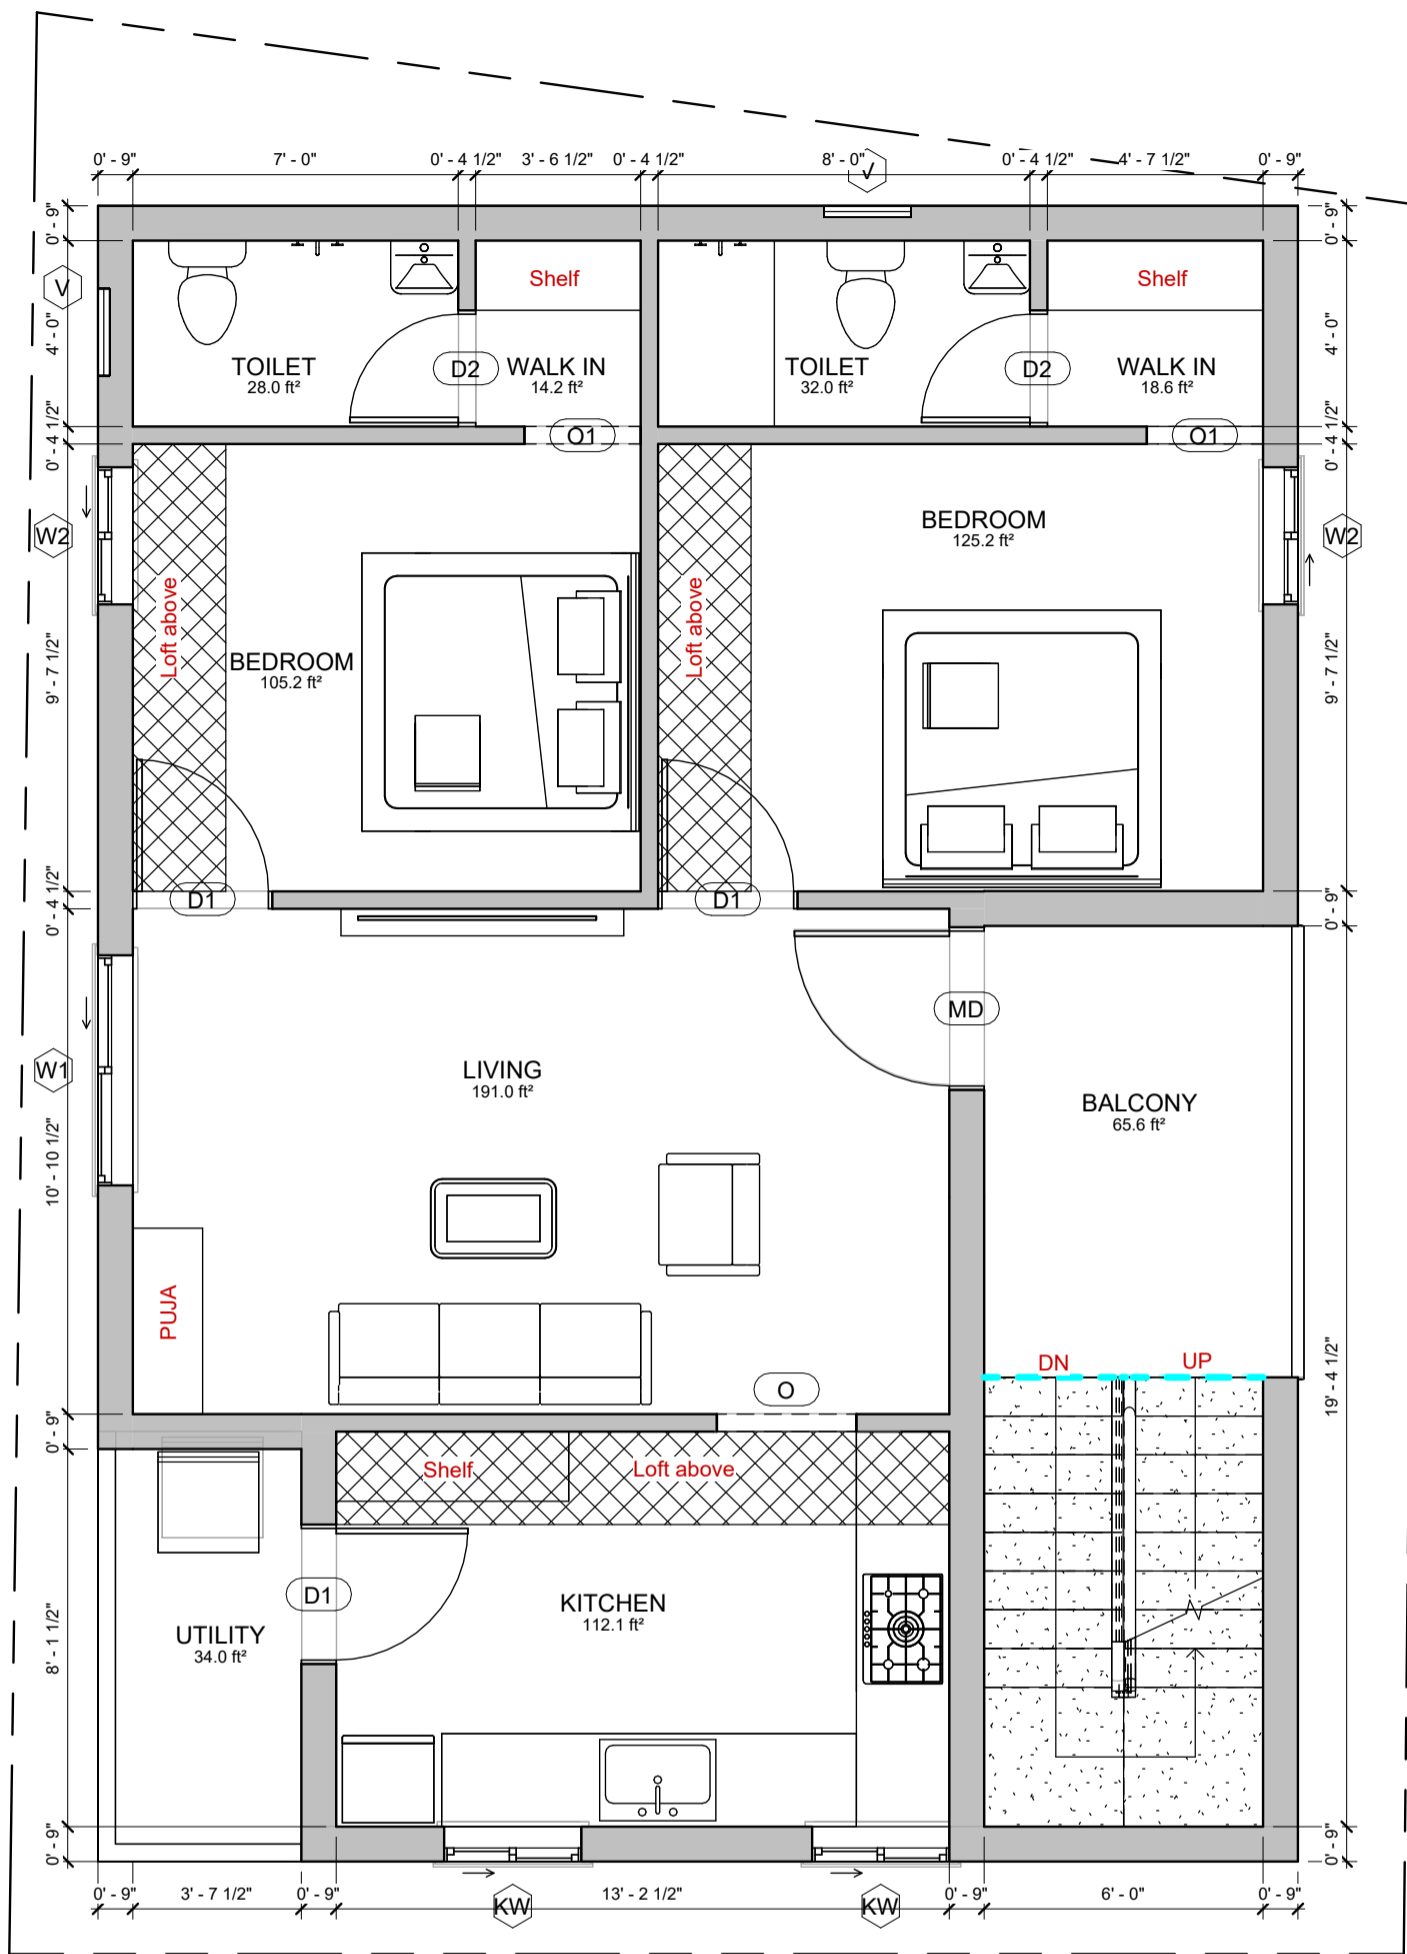 0' - 9"
7' - 0"
0' - 4 1/2"
3' - 6 1/2"
0' - 4 1/2"
8' - 0"
0' - 4 1/2"
4' - 7 1/2"
0' - 9"
V
0' - 9"
0' - 9"
V
Shelf
Shelf
4' - 0"
4' - 0"
TOILET
28.0 ft²
D2
WALK IN
14.2 ft²
TOILET
32.0 ft²
D2
WALK IN
18.6 ft²
0' - 4 1/2"
O1
O1
0' - 4 1/2"
W2
BEDROOM
125.2 ft²
W2
Loft above
Loft above
BEDROOM
105.2 ft²
9' - 7 1/2"
9' - 7 1/2"
0' - 4 1/2"
D1
D1
0' - 9"
MD
W1
LIVING
191.0 ft²
BALCONY
65.6 ft²
10' - 10 1/2"
PUJA
DN
UP
O
19' - 4 1/2"
0' - 9"
Shelf
Loft above
D1
KITCHEN
112.1 ft²
UTILITY
34.0 ft²
8' - 1 1/2"
0' - 9"
0' - 9"
0' - 9"
3' - 7 1/2"
0' - 9"
KW
13' - 2 1/2"
KW
0' - 9"
6' - 0"
0' - 9"